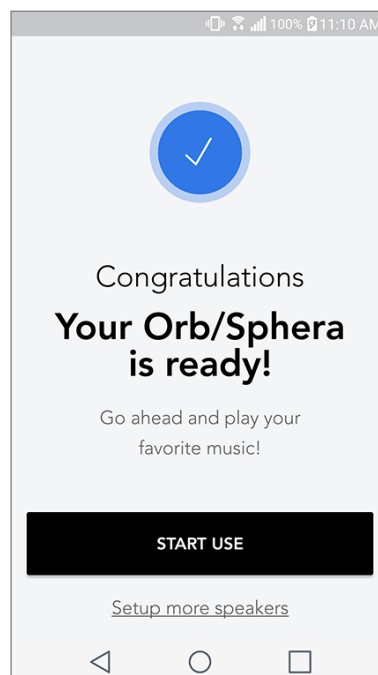 100% 11:10 AM
Congratulations
Your Orb/Sphera
is ready!
Go ahead and play your
favorite music!
START USE
Setup more speakers